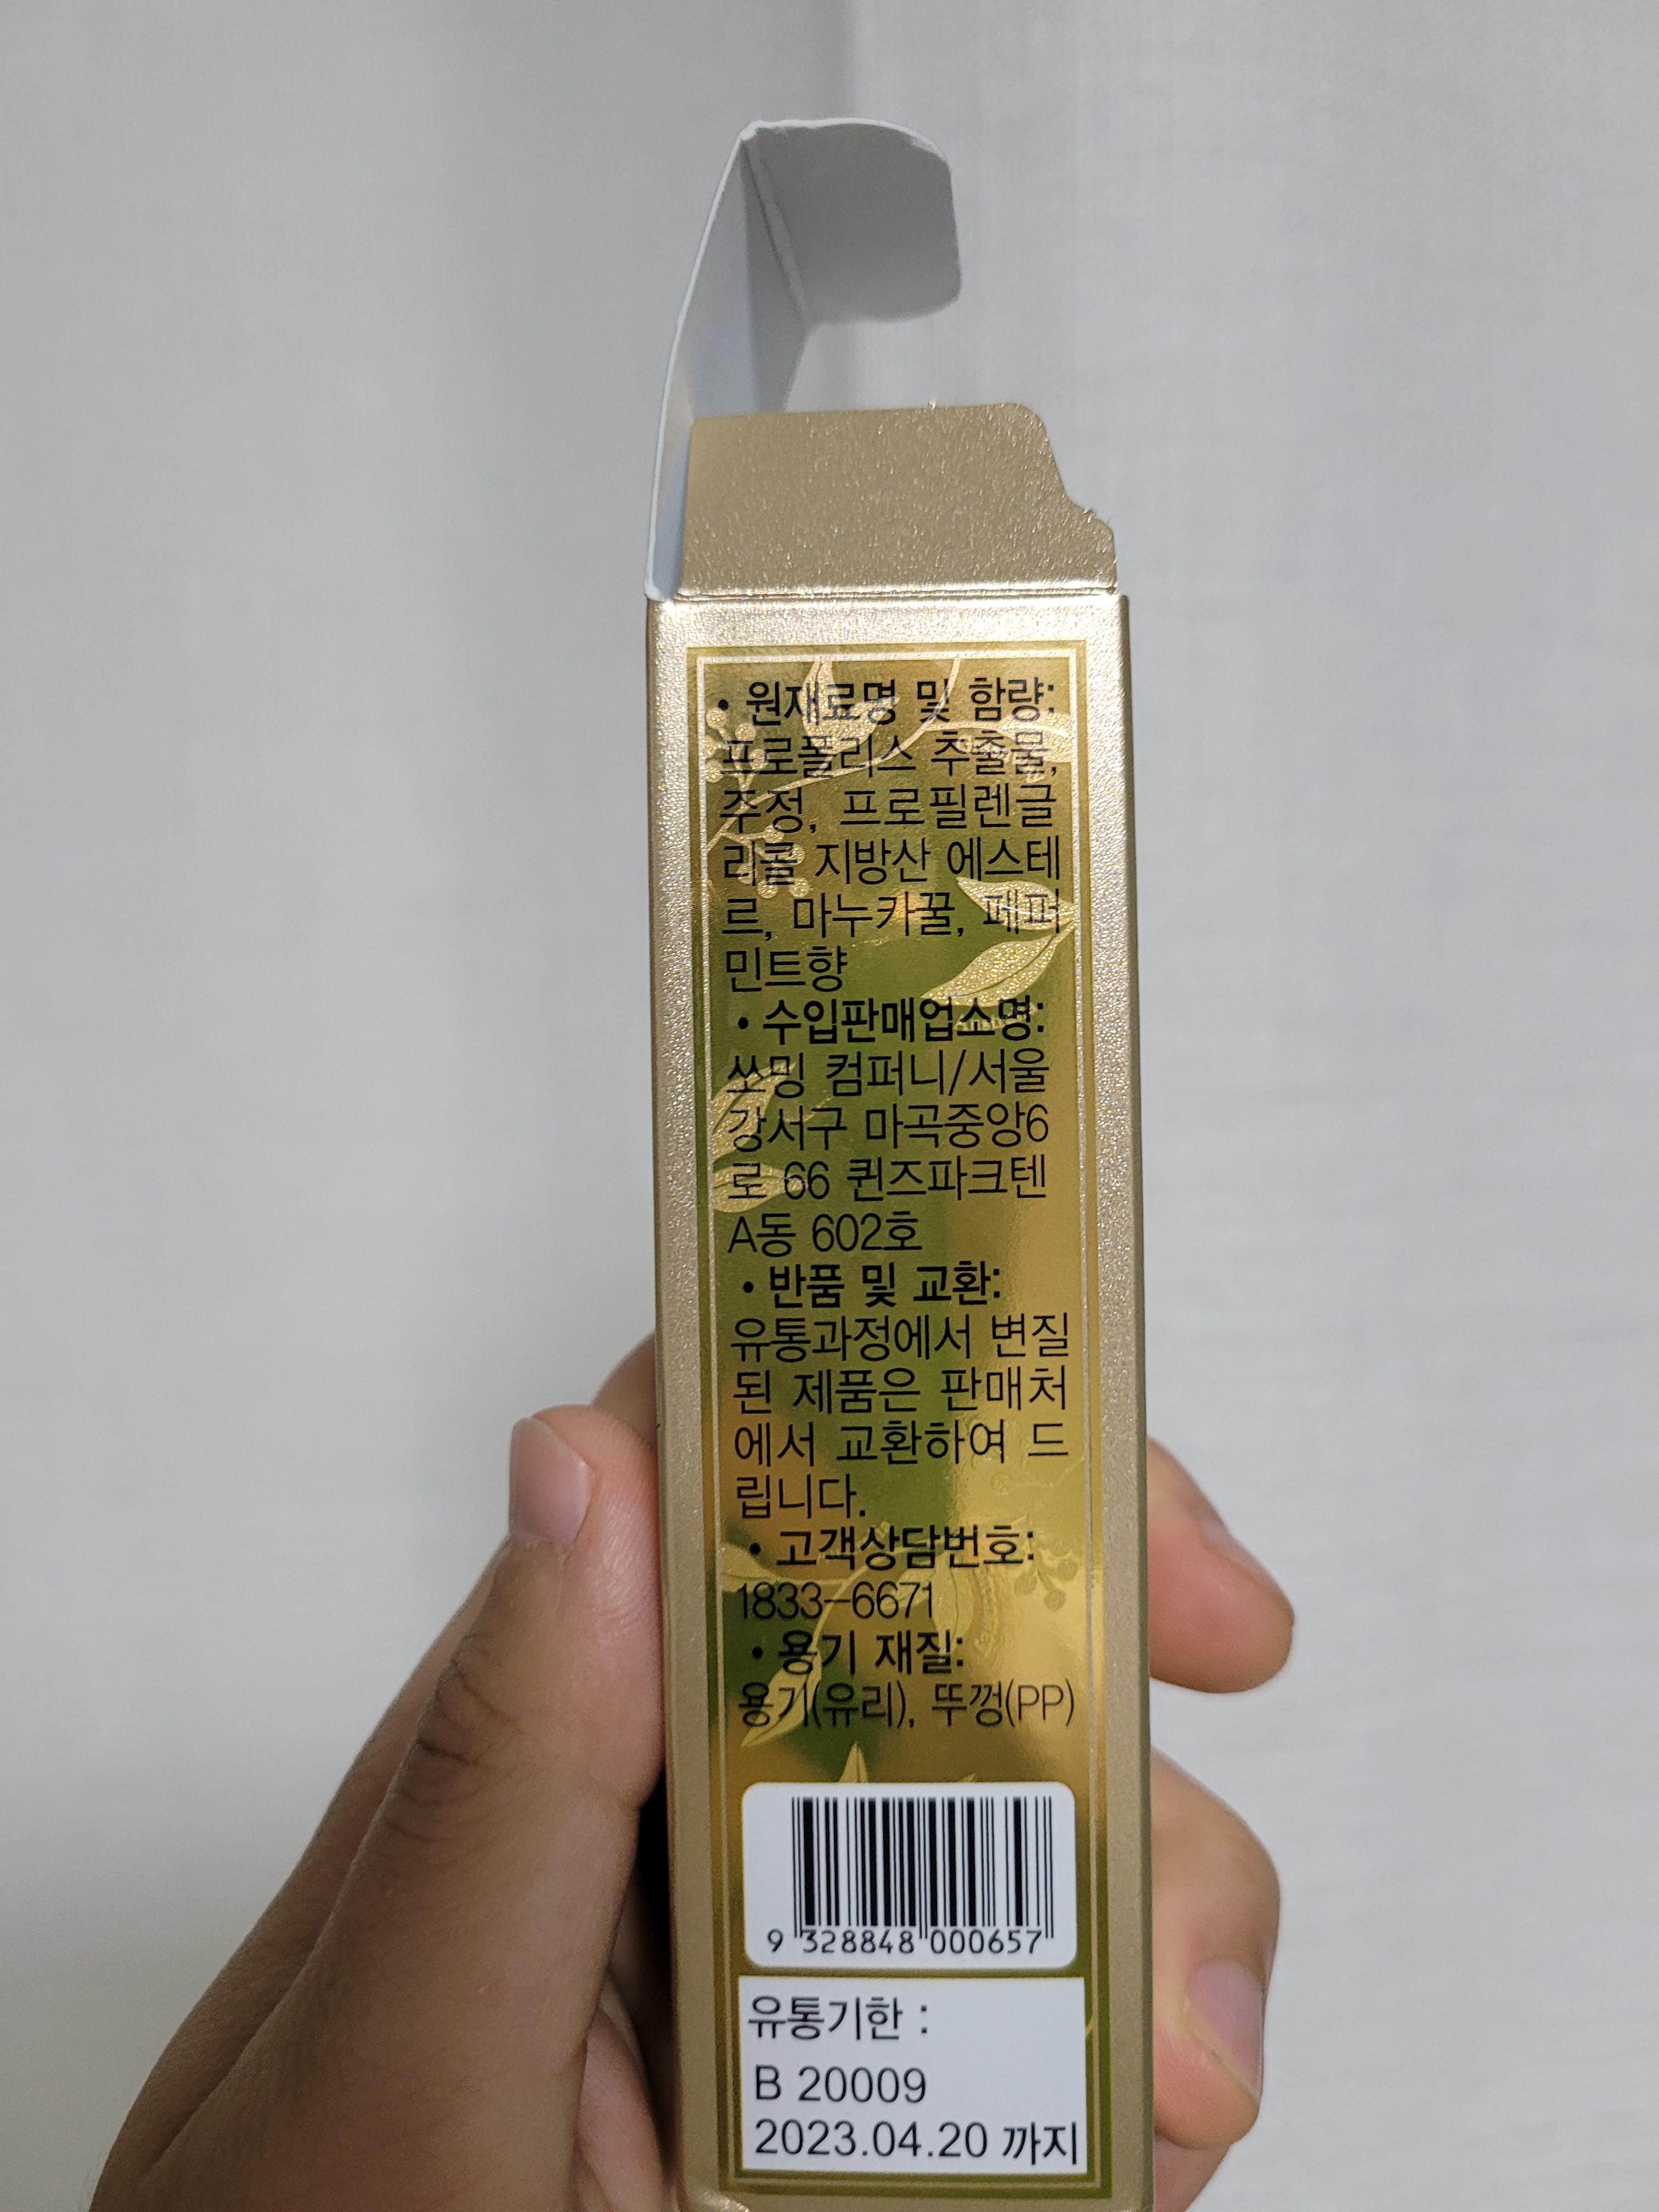 • 원재료명 및 함량:
프로폴리스 추출물,
주정, 프로필렌글
리콜 지방산 에스테
르, 마누카꿀, 페퍼
민트향
• 수입판매업소명:
쏘밍 컴퍼니/서울
강서구 마곡중앙6
로 66 퀸즈파크텐
A동 602호
• 반품 및 교환:
유통과정에서 변질
된 제품은 판매처
에서 교환하여 드
립니다.
• 고객상담번호:
1833-6671
• 용기 재질:
용기(유리), 뚜껑(PP)
9 328848 000657
유통기한 :
B 20009
2023.04.20 까지